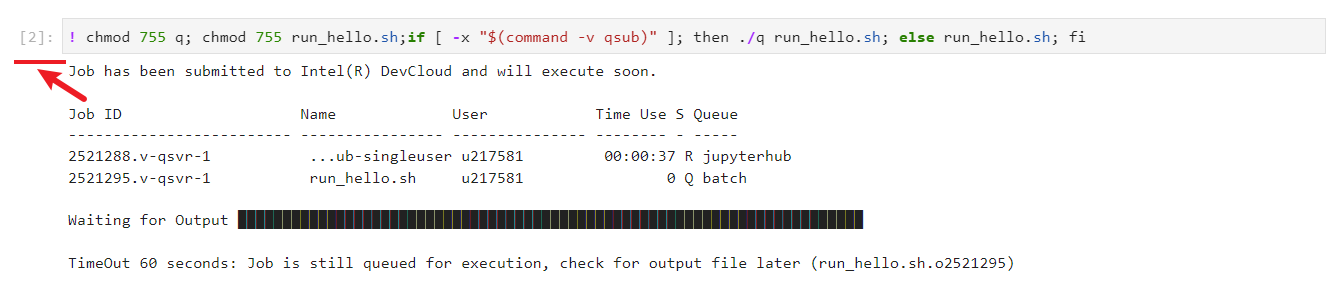 [2]: ! chmod 755 q; chmod 755 run_hello.sh;if [ -x "$(command -v qsub)" ]; then ./q run_hello.sh; else run_hello.sh; fi
Job has been submitted to Intel(R) DevCloud and will execute soon.
Job ID Name User Time Use S Queue
------------------------- ---------------- --------------- -------- - -----
2521288.v-qsvr-1 ...ub-singleuser u217581 00:00:37 R jupyterhub
2521295.v-qsvr-1 run_hello.sh u217581 0 Q batch
Waiting for Output
TimeOut 60 seconds: Job is still queued for execution, check for output file later (run_hello.sh.o2521295)